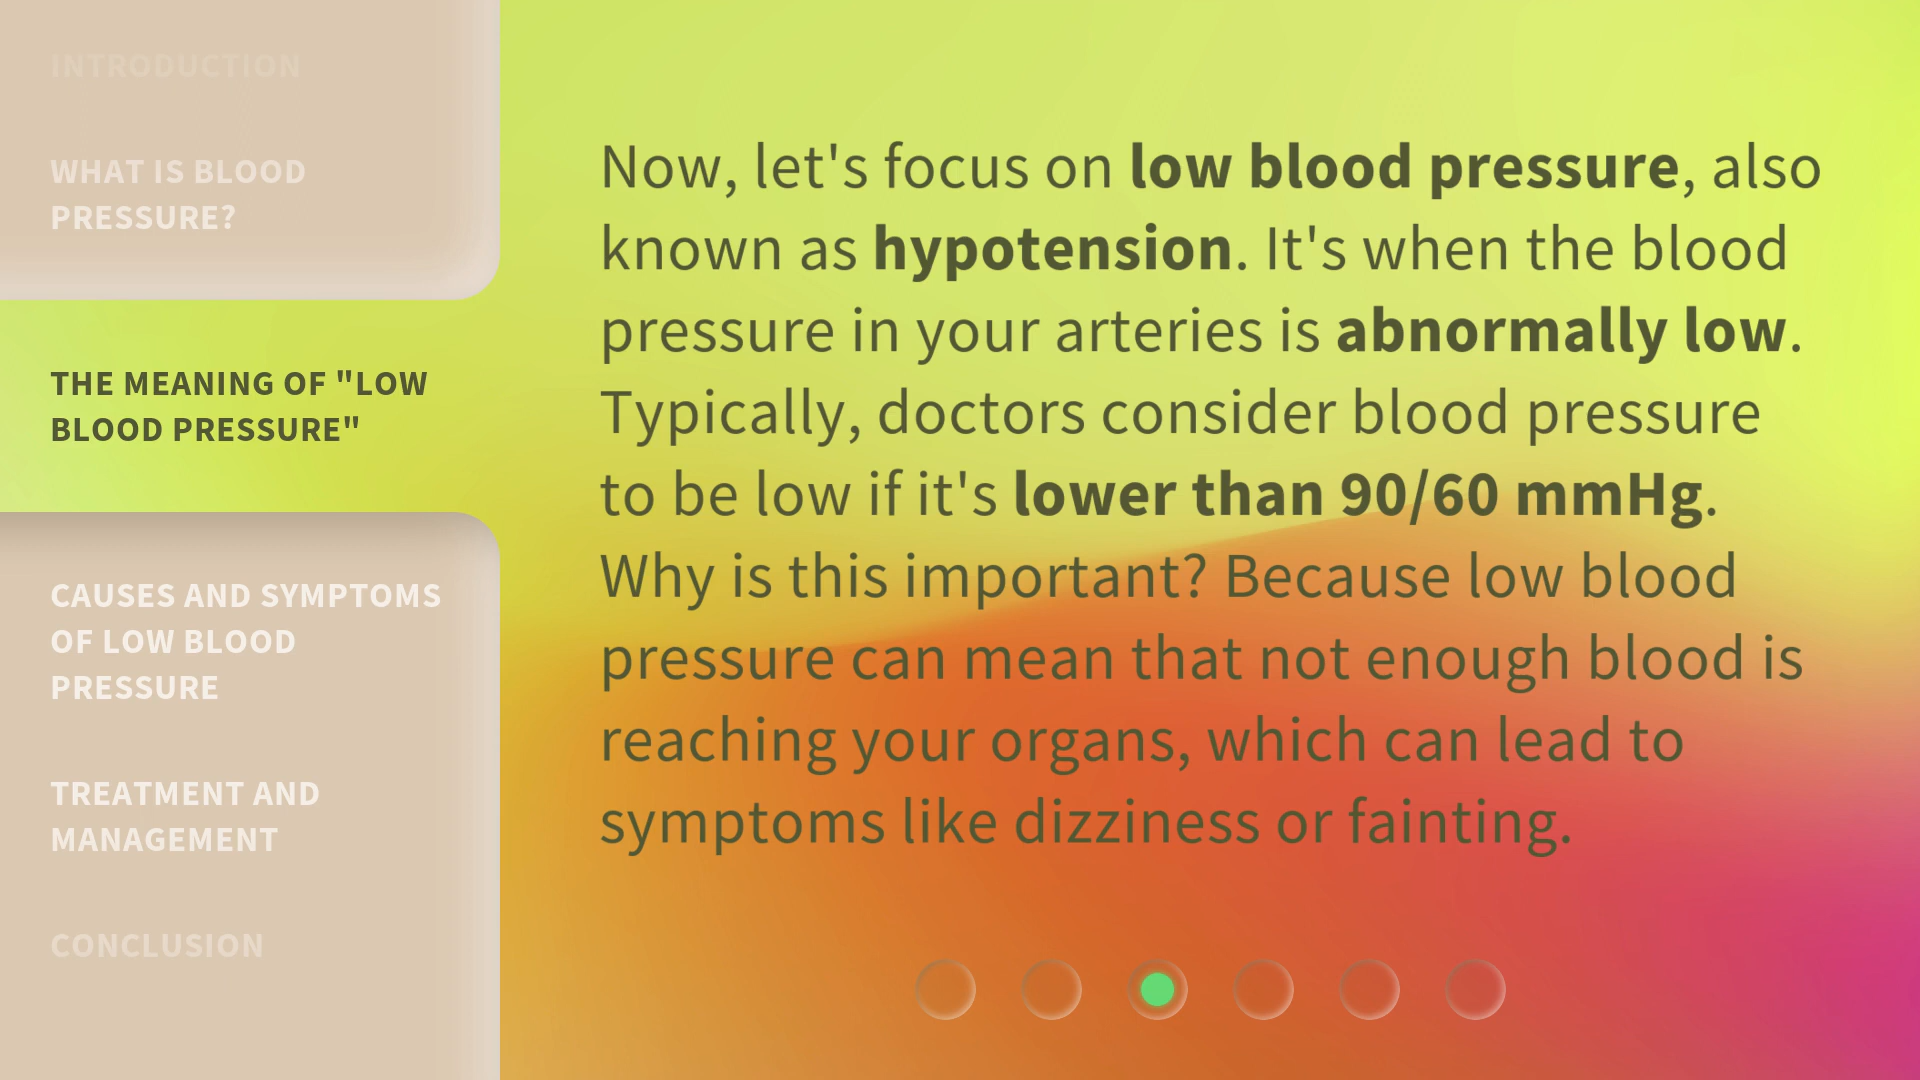 INTRODUCTION
WHAT IS BLOOD
PRESSURE?
THE MEANING OF "LOW
BLOOD PRESSURE"
CAUSES AND SYMPTOMS
OF LOW BLOOD
PRESSURE
TREATMENT AND
MANAGEMENT
CONCLUSION
Now, let's focus on low blood pressure, also
known as hypotension. It's when the blood
pressure in your arteries is abnormally low.
Typically, doctors consider blood pressure
to be low if it's lower than 90/60 mmHg.
Why is this important? Because low blood
pressure can mean that not enough blood is
reaching your organs, which can lead to
symptoms like dizziness or fainting.